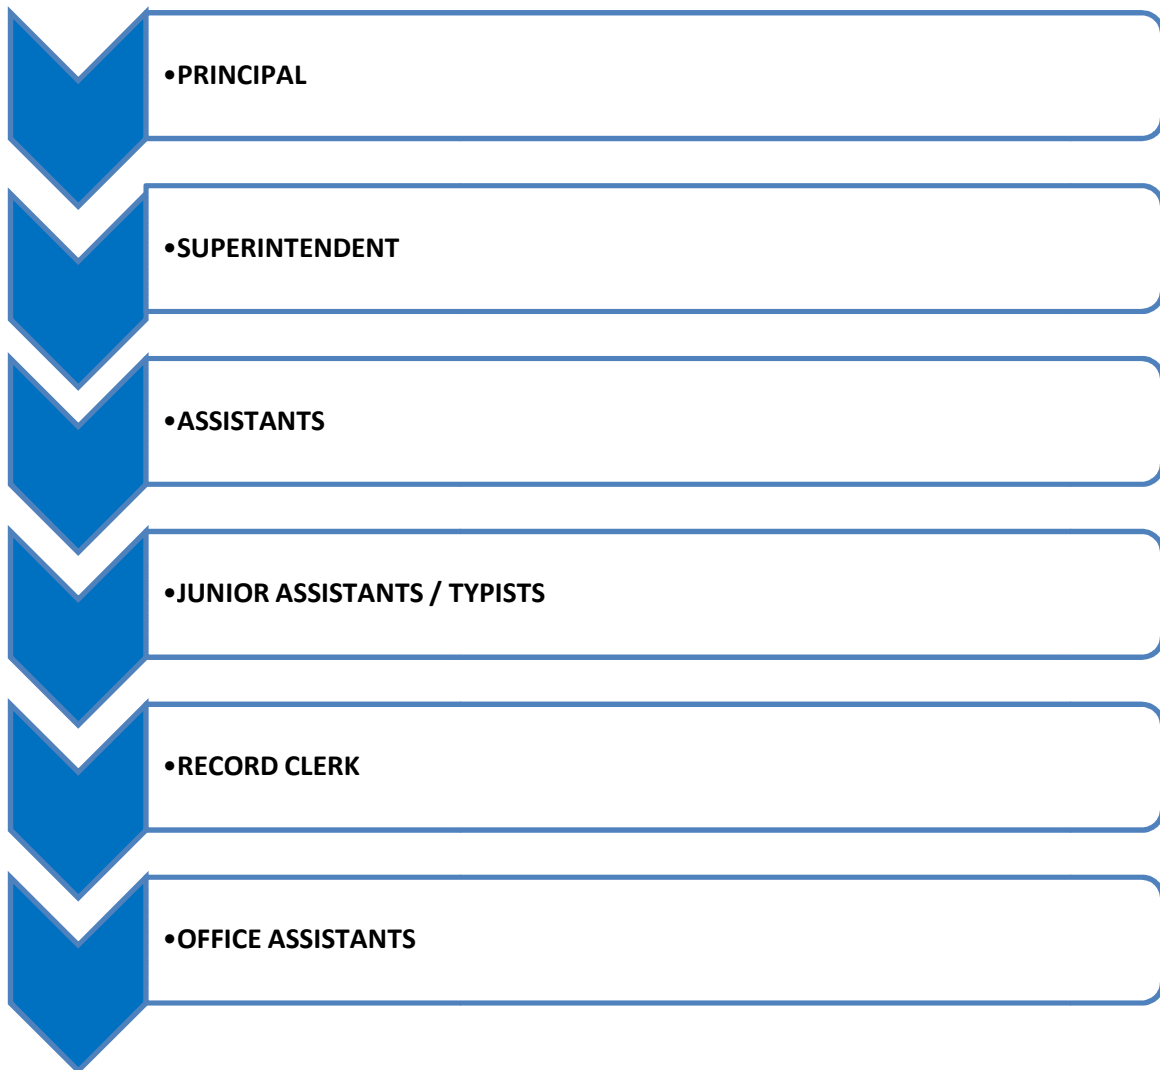 •PRINCIPAL
•SUPERINTENDENT
•ASSISTANTS
•JUNIOR ASSISTANTS / TYPISTS
•RECORD CLERK
•OFFICE ASSISTANTS